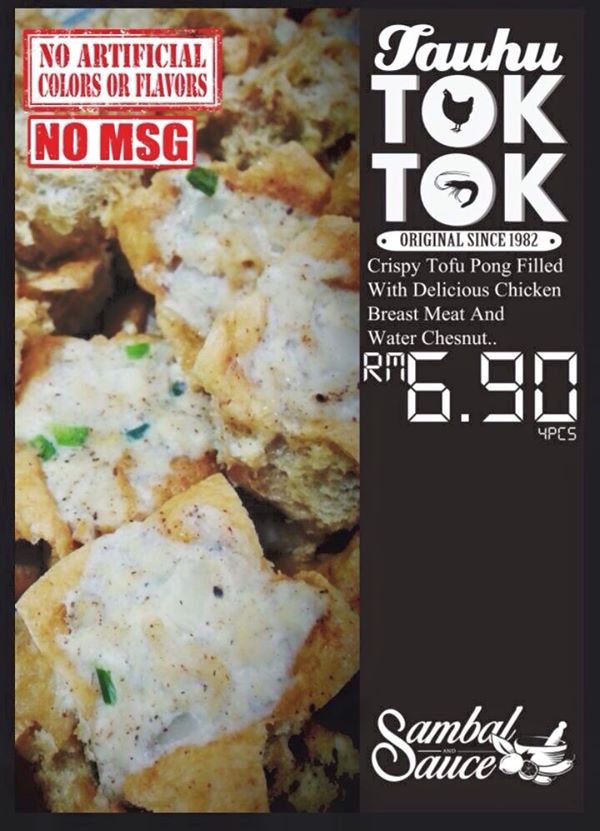 NO ARTIFICIAL
COLORS OR FLAVORS
NO MSG
Tauhu
TOK
TOK
• ORIGINAL SINCE 1982 •
Crispy Tofu Pong Filled
With Delicious Chicken
Breast Meat And
Water Chesnut..
RM6.90
4PCS
Sambal
AND
Sauce